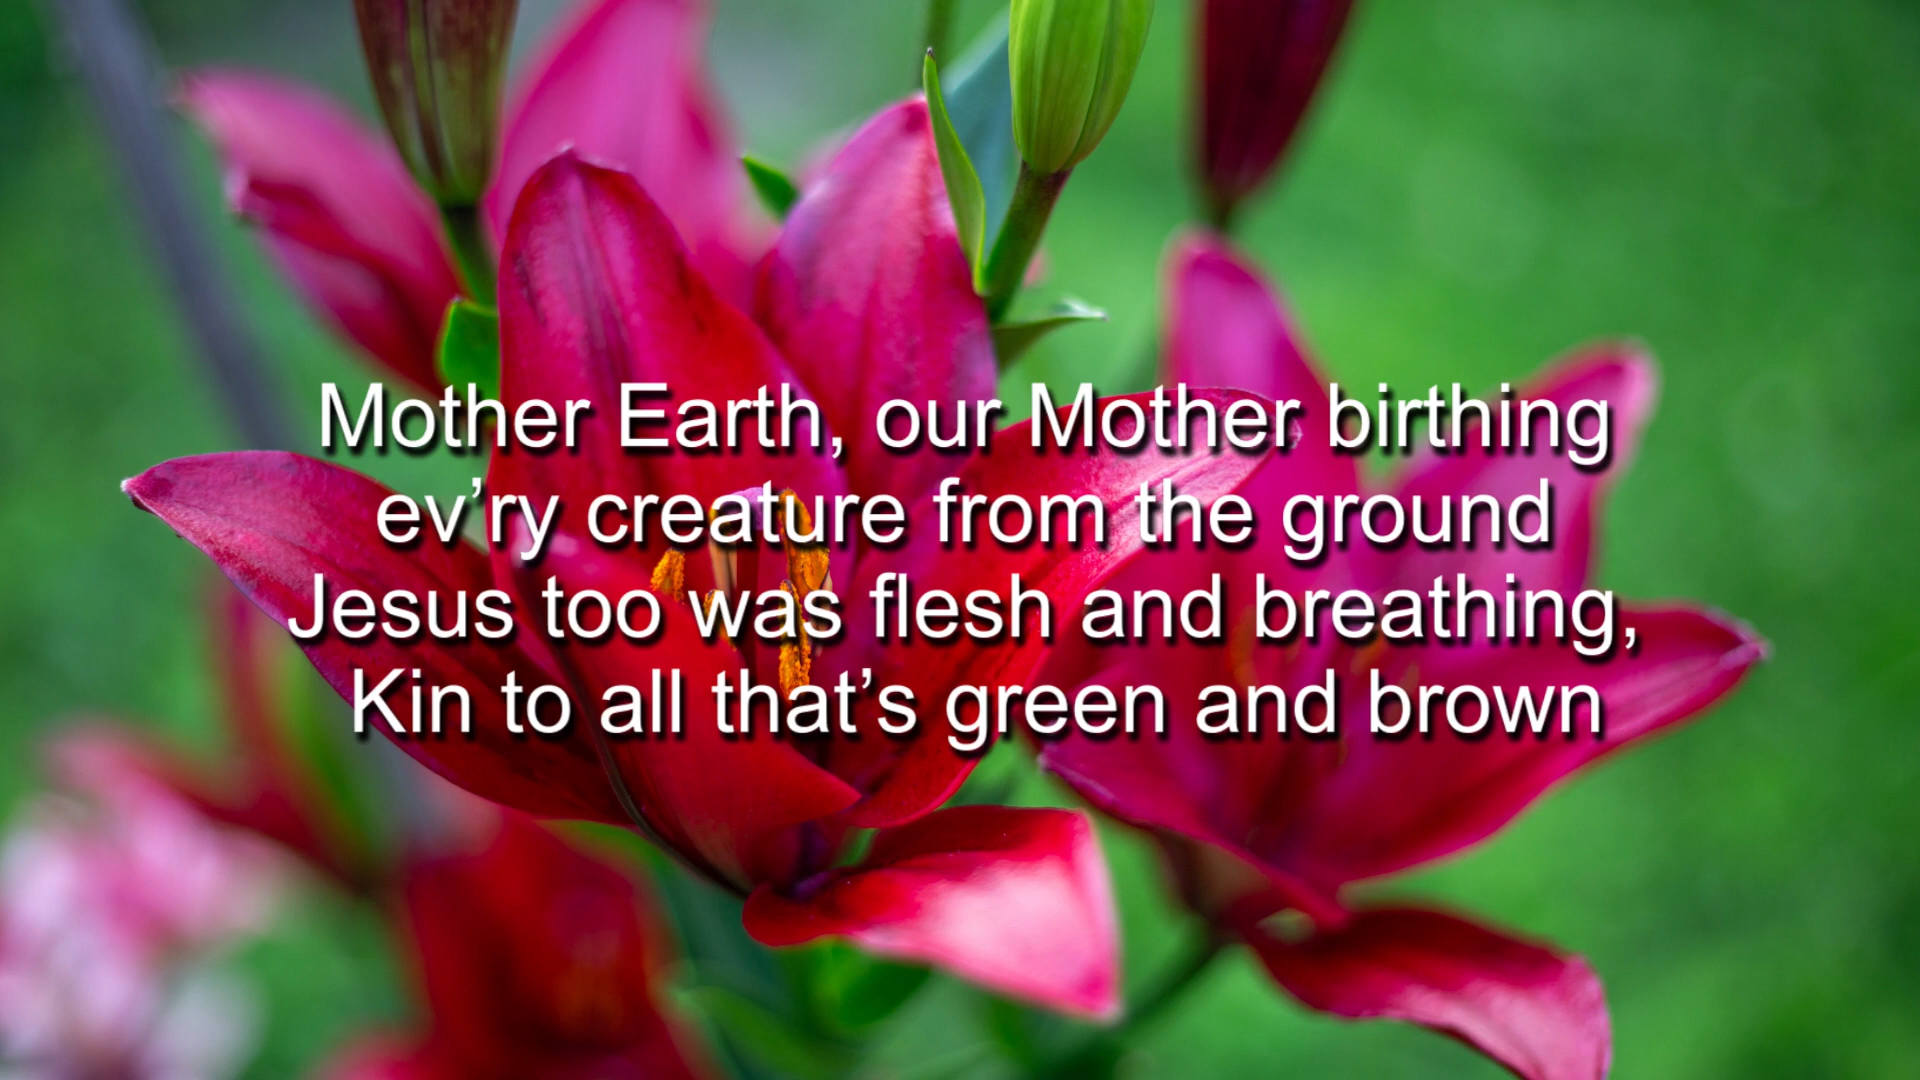 Mother Earth, our Mother birthing
ev’ry creature from the ground
Jesus too was flesh and breathing,
Kin to all that’s green and brown